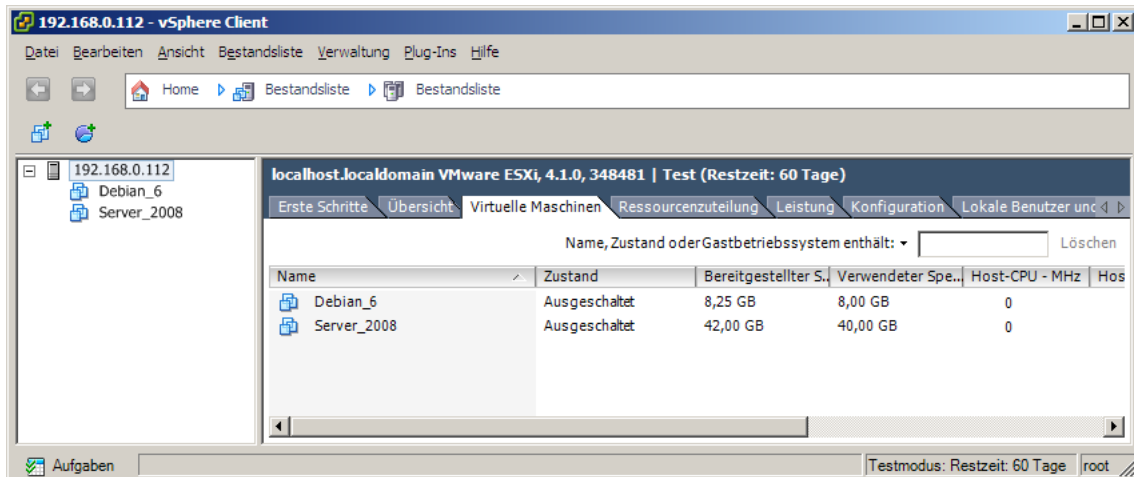 192.168.0.112 - vSphere Client
Datei Bearbeiten Ansicht Bestandsliste Verwaltung Plug-Ins Hilfe
Home Bestandsliste Bestandsliste
192.168.0.112
Debian_6
Server_2008
localhost.localdomain VMware ESXi, 4.1.0, 348481 | Test (Restzeit: 60 Tage)
Erste Schritte Übersicht Virtuelle Maschinen Ressourcenzuteilung Leistung Konfiguration Lokale Benutzer und
Name, Zustand oder Gastbetriebssystem enthält: Löschen
Name Zustand Bereitgestellter S... Verwendeter Spe... Host-CPU - MHz Hos
Debian_6 Ausgeschaltet 8,25 GB 8,00 GB 0
Server_2008 Ausgeschaltet 42,00 GB 40,00 GB 0
Aufgaben Testmodus: Restzeit: 60 Tage root